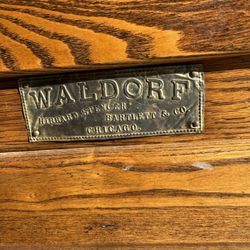 WALDORF
HIBBARD SPENCER
BARTLETT & CO.
CHICAGO.